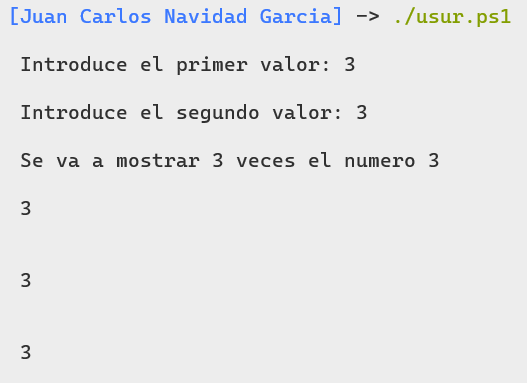 [Juan Carlos Navidad Garcia] -> ./usur.ps1
Introduce el primer valor: 3
Introduce el segundo valor: 3
Se va a mostrar 3 veces el numero 3
3
3
3